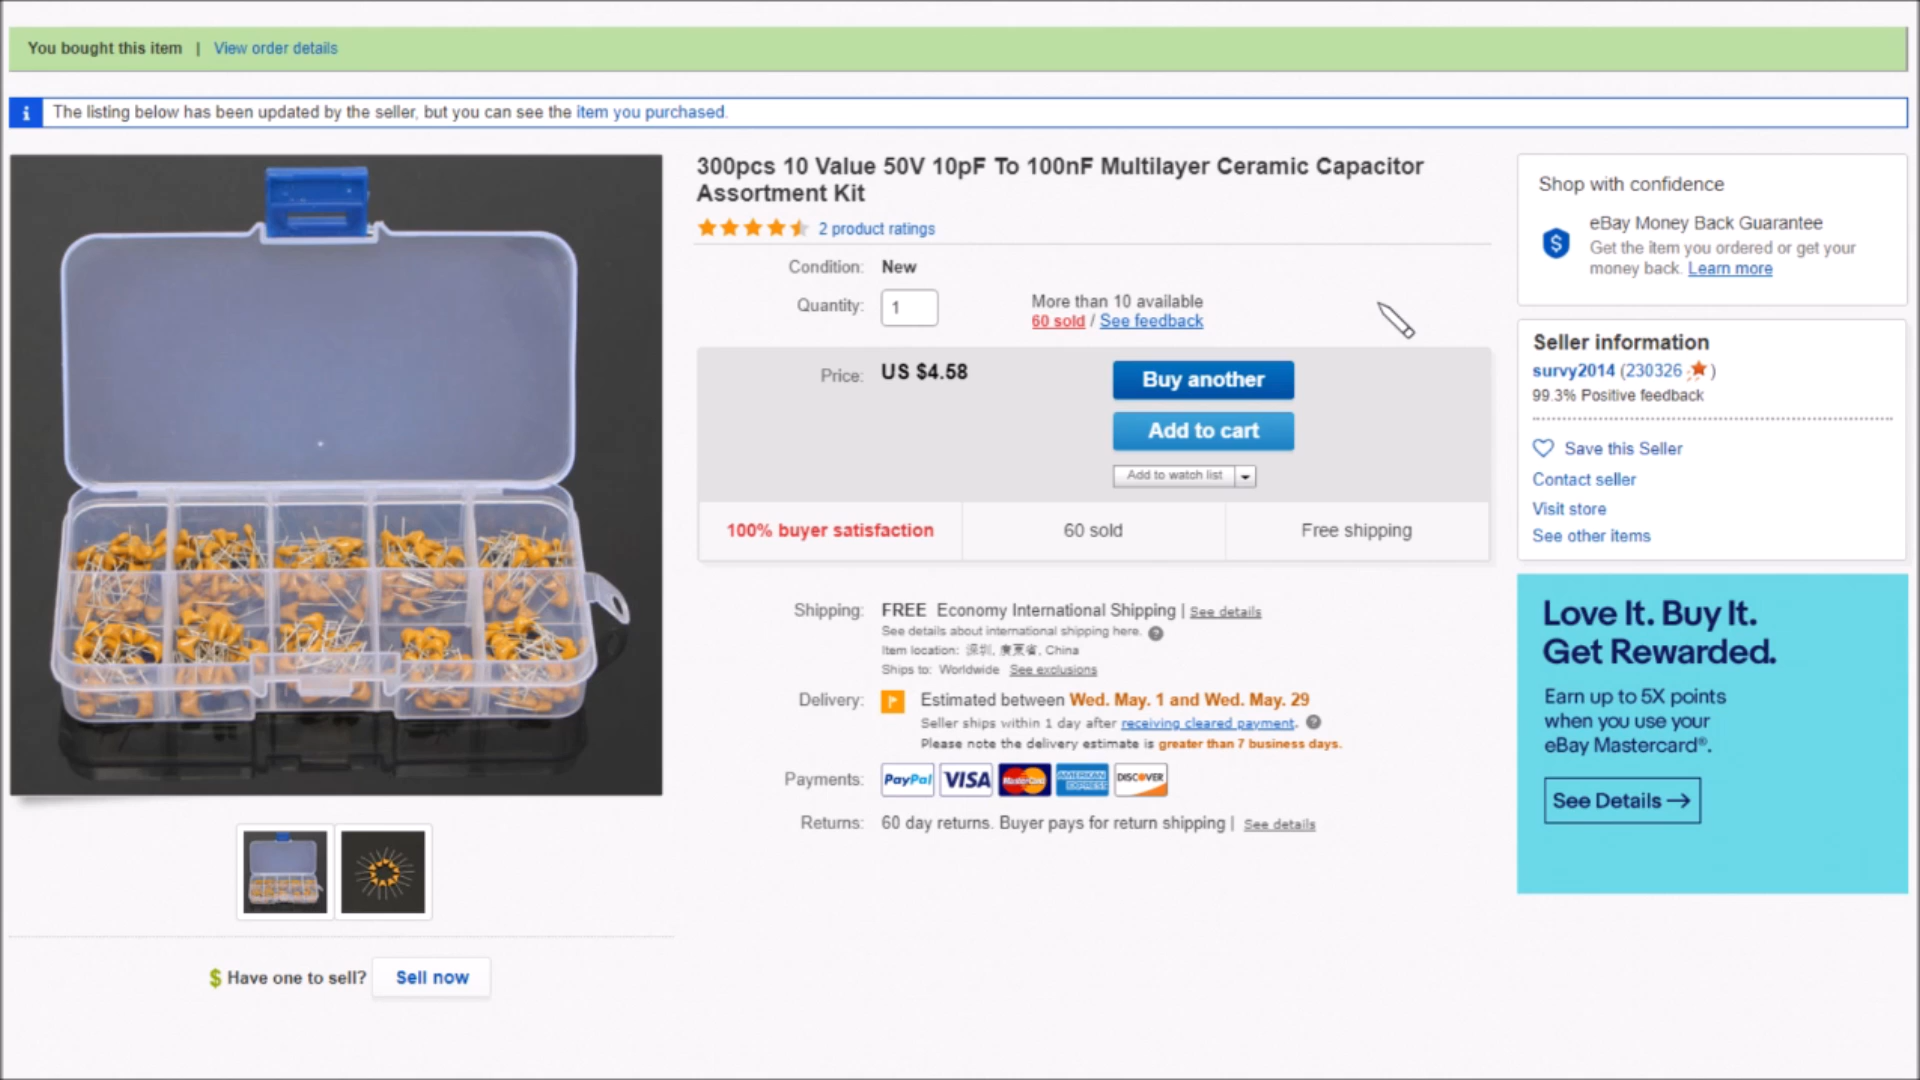 You bought this item | View order details
i The listing below has been updated by the seller, but you can see the item you purchased.
300pcs 10 Value 50V 10pF To 100nF Multilayer Ceramic Capacitor
Assortment Kit
2 product ratings
Condition: New
Quantity: 1
More than 10 available
60 sold / See feedback
Price: US $4.58
Buy another
Add to cart
Add to watch list
100% buyer satisfaction
60 sold
Free shipping
Shipping: FREE Economy International Shipping | See details
See details about international shipping here. ?
Item location: 深圳, 广东省, China
Ships to: Worldwide See exclusions
Delivery: Estimated between Wed. May. 1 and Wed. May. 29
Seller ships within 1 day after receiving cleared payment. ?
Please note the delivery estimate is greater than 7 business days.
Payments: PayPal VISA MasterCard AMERICAN EXPRESS DISCOVER
Returns: 60 day returns. Buyer pays for return shipping | See details
$ Have one to sell? Sell now
Shop with confidence
eBay Money Back Guarantee
Get the item you ordered or get your
money back. Learn more
Seller information
survy2014 (230326 )
99.3% Positive feedback
Save this Seller
Contact seller
Visit store
See other items
Love It. Buy It.
Get Rewarded.
Earn up to 5X points
when you use your
eBay Mastercard®.
See Details →